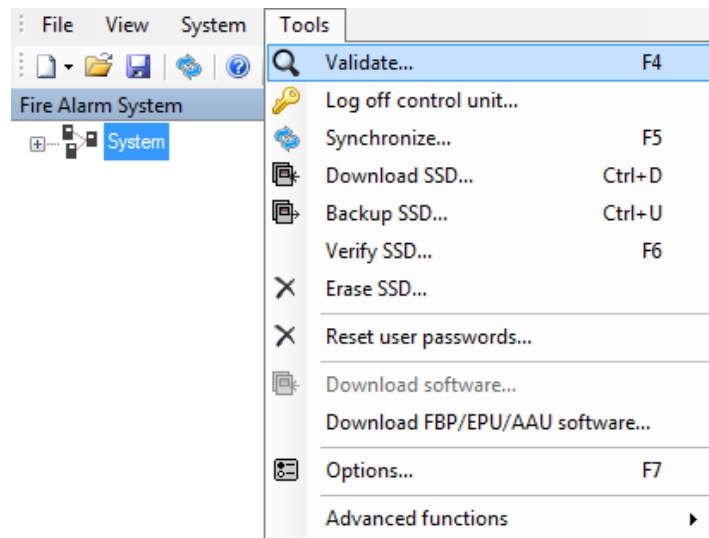 File View System Tools
Fire Alarm System
System
Validate... F4
Log off control unit...
Synchronize... F5
Download SSD... Ctrl+D
Backup SSD... Ctrl+U
Verify SSD... F6
Erase SSD...
Reset user passwords...
Download software...
Download FBP/EPU/AAU software...
Options... F7
Advanced functions